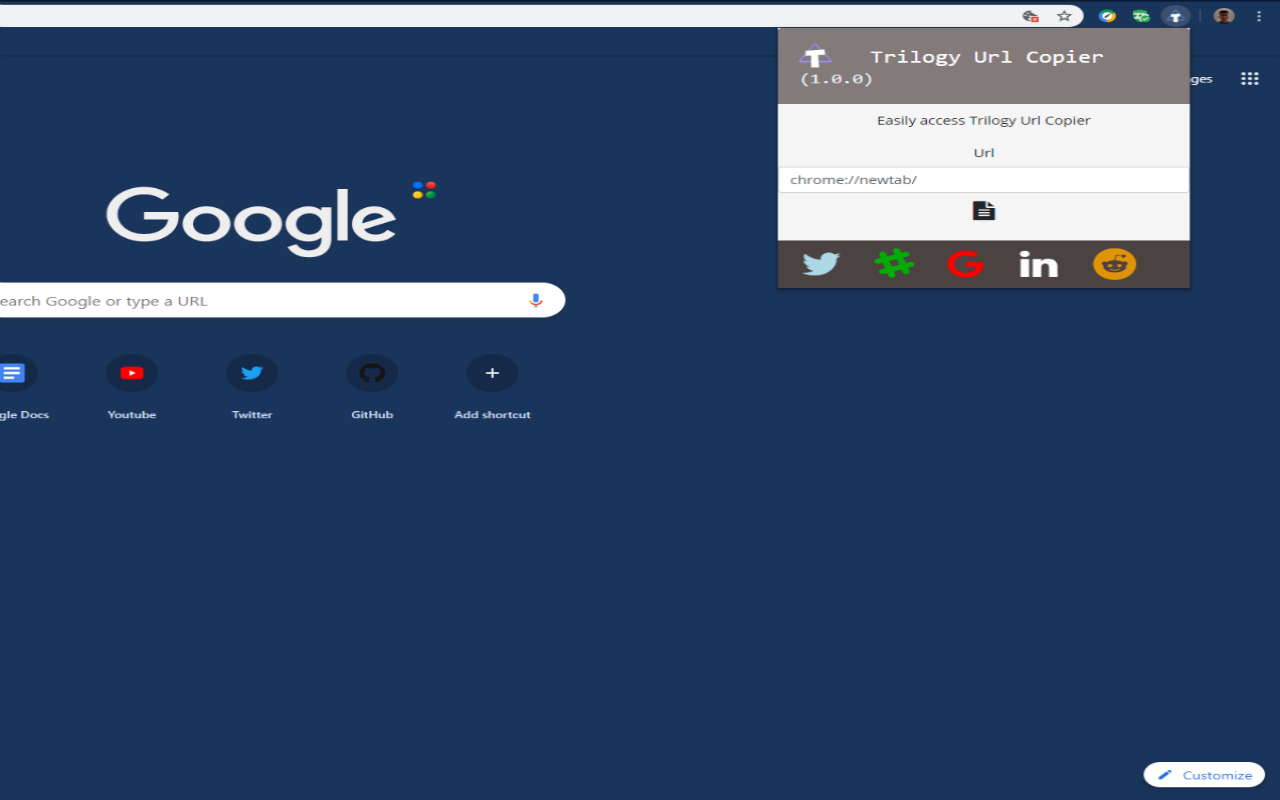 Trilogy Url Copier
(1.0.0)
ges
Easily access Trilogy Url Copier
Url
chrome://newtab/
Google
earch Google or type a URL
gle Docs
Youtube
Twitter
GitHub
Add shortcut
Customize